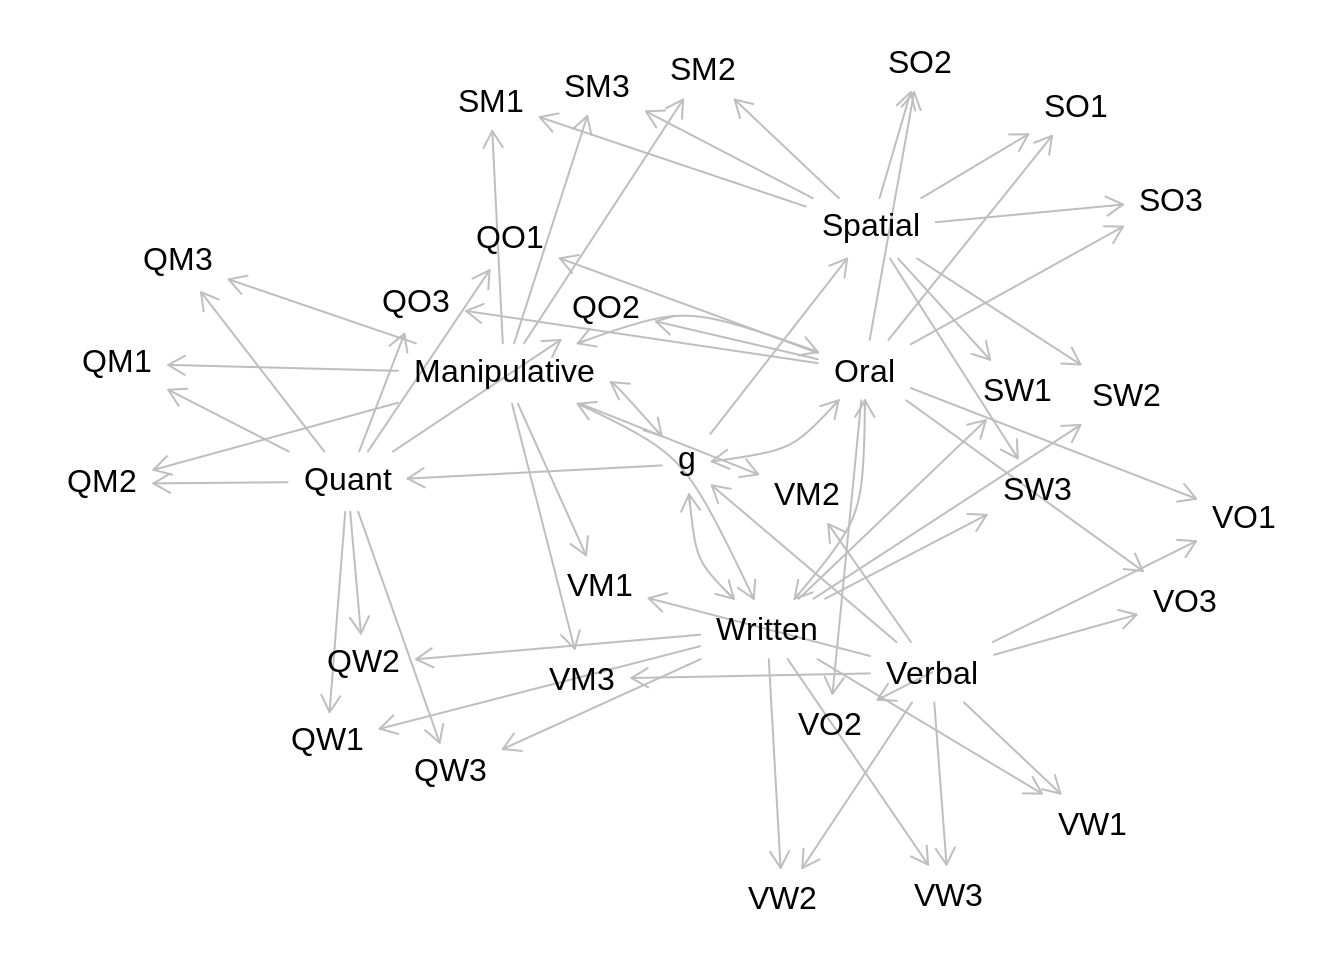 SO2
SM2
SM3
SM1
SO1
SO3
Spatial
QO1
QM3
QO3
QO2
QM1
Manipulative
Oral
SW1
SW2
g
Quant
QM2
VM2
SW3
VO1
VM1
VO3
Written
QW2
VM3
Verbal
VO2
QW1
QW3
VW1
VW3
VW2